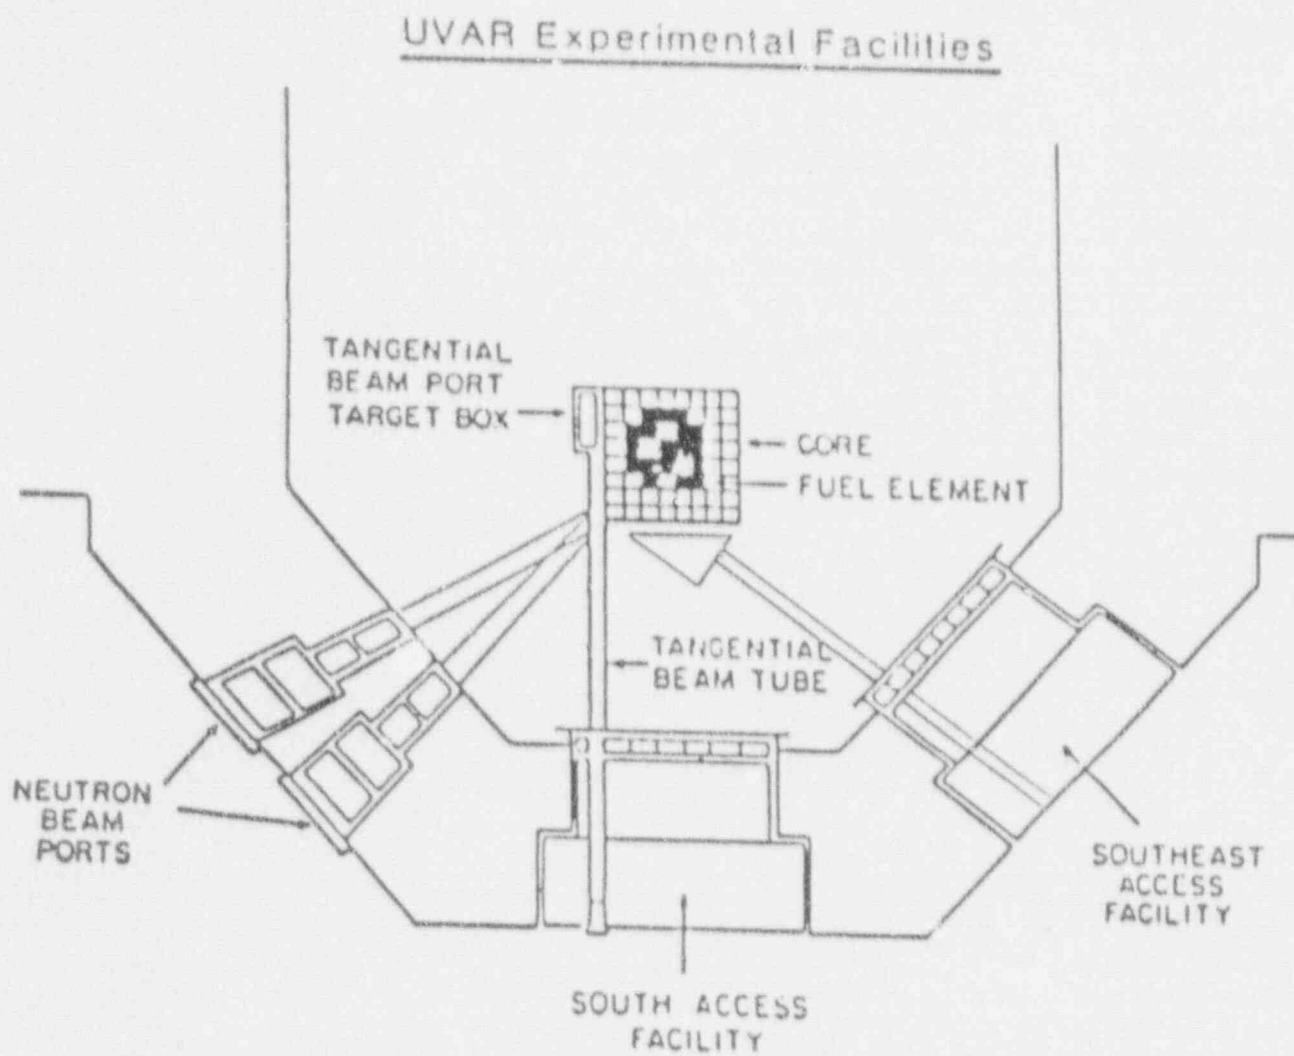 UVAR Experimental Facilities
TANGENTIAL
BEAM PORT
TARGET BOX
CORE
FUEL ELEMENT
TANGENTIAL
BEAM TUBE
NEUTRON
BEAM
PORTS
SOUTHEAST
ACCESS
FACILITY
SOUTH ACCESS
FACILITY